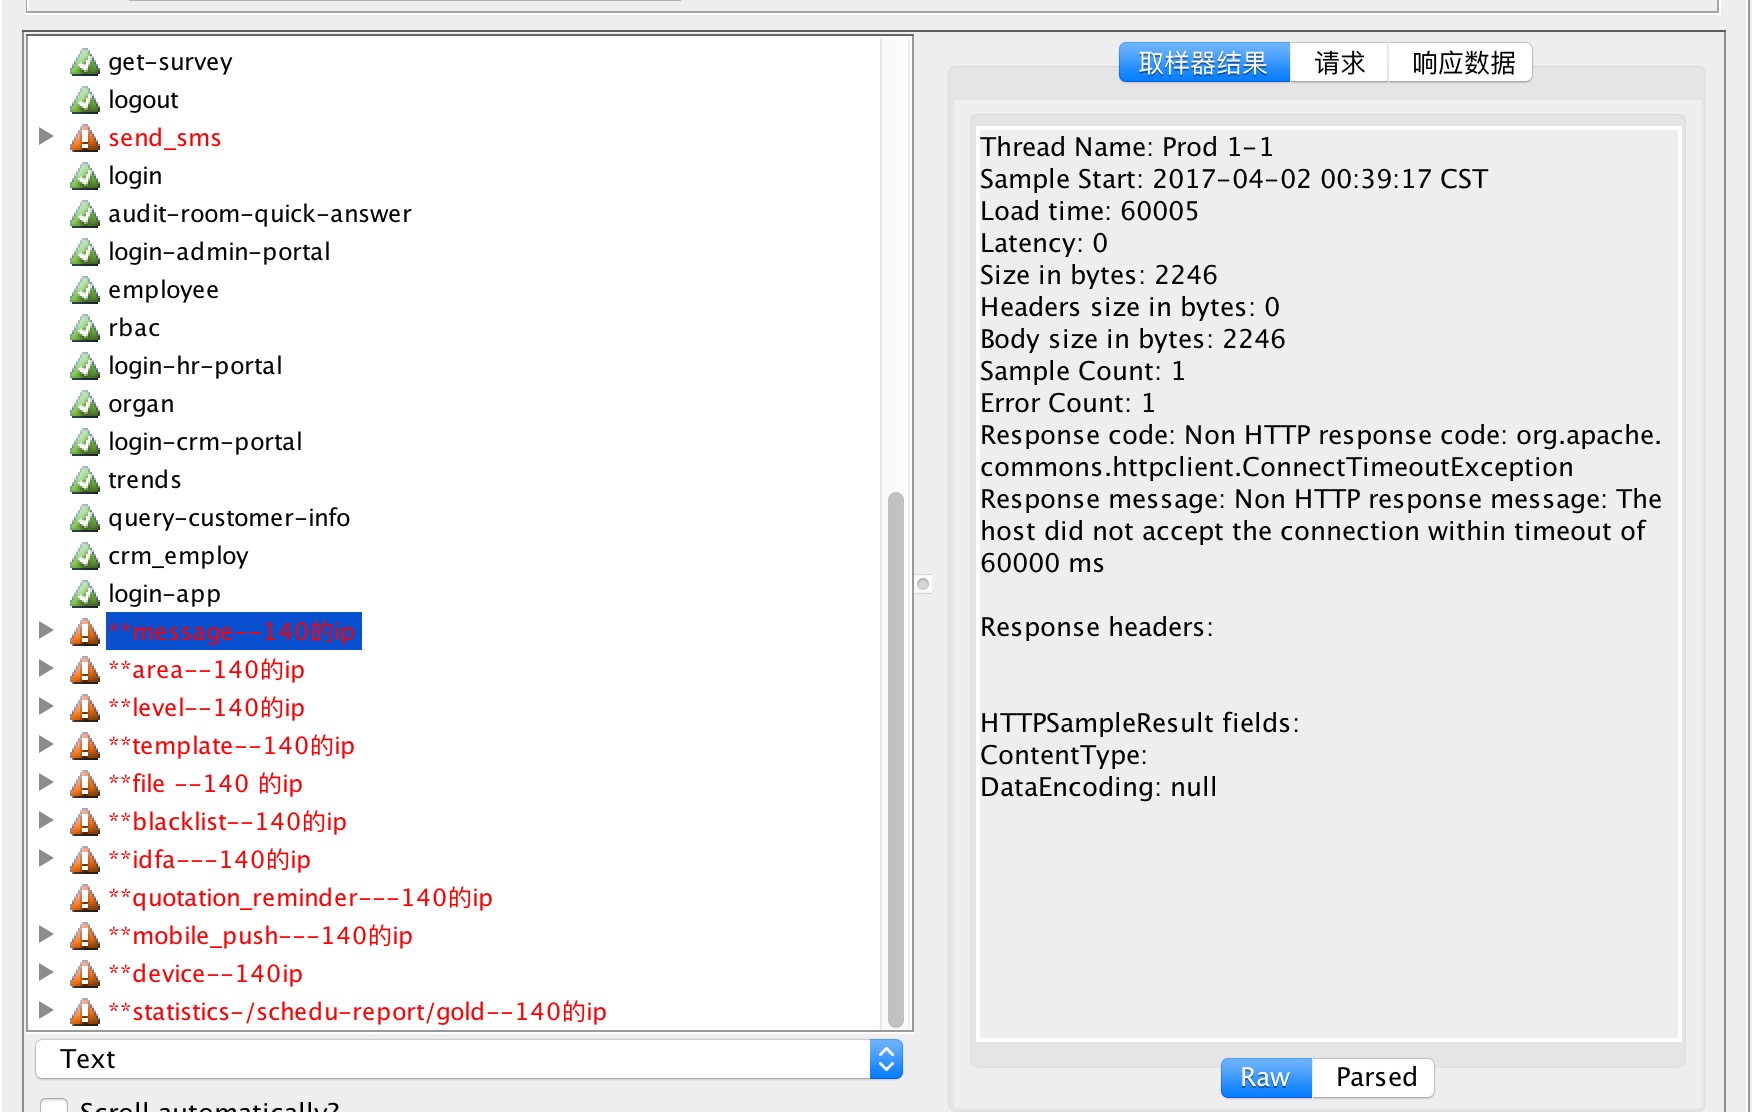 get-survey
logout
send_sms
login
audit-room-quick-answer
login-admin-portal
employee
rbac
login-hr-portal
organ
login-crm-portal
trends
query-customer-info
crm_employ
login-app
**message--140的ip
**area--140的ip
**level--140的ip
**template--140的ip
**file --140 的ip
**blacklist--140的ip
**idfa---140的ip
**quotation_reminder---140的ip
**mobile_push---140的ip
**device--140ip
**statistics-/schedu-report/gold--140的ip
Text
Scroll automatically?
取样器结果 请求 响应数据
Thread Name: Prod 1-1
Sample Start: 2017-04-02 00:39:17 CST
Load time: 60005
Latency: 0
Size in bytes: 2246
Headers size in bytes: 0
Body size in bytes: 2246
Sample Count: 1
Error Count: 1
Response code: Non HTTP response code: org.apache.
commons.httpclient.ConnectTimeoutException
Response message: Non HTTP response message: The
host did not accept the connection within timeout of
60000 ms
Response headers:
HTTPSampleResult fields:
ContentType:
DataEncoding: null
Raw Parsed